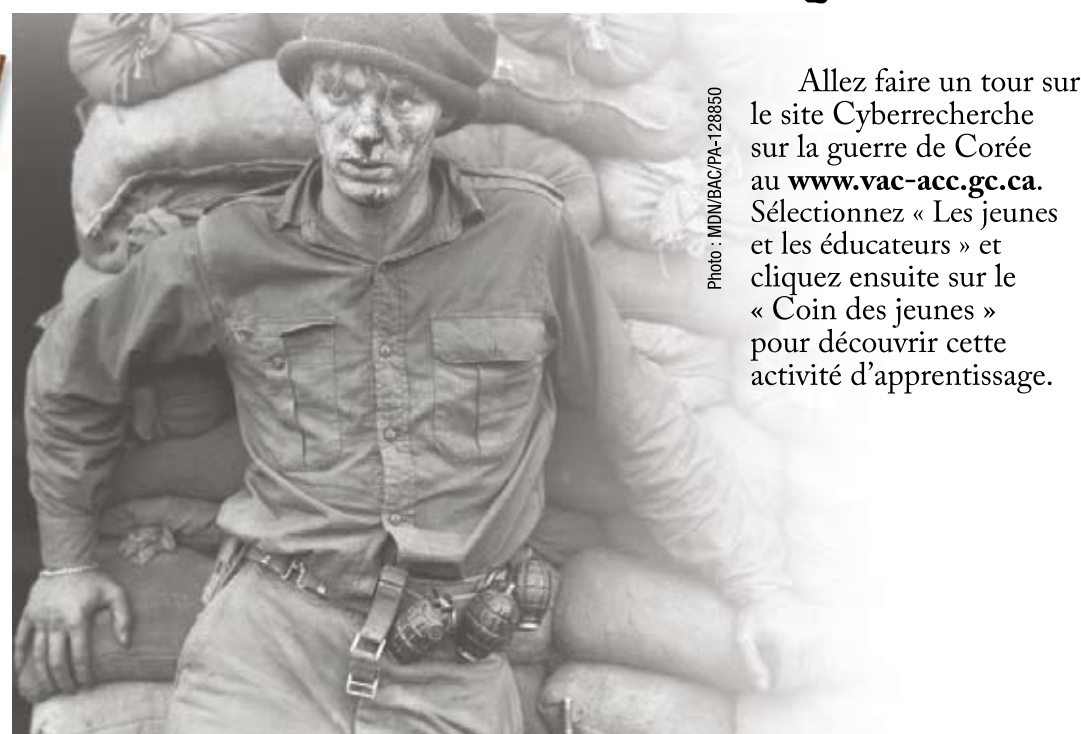 Allez faire un tour sur
le site Cyberrecherche
sur la guerre de Corée
au www.vac-acc.gc.ca.
Sélectionnez « Les jeunes
et les éducateurs » et
cliquez ensuite sur le
« Coin des jeunes »
pour découvrir cette
activité d'apprentissage.
Photo : MDN/BAC/PA-128850